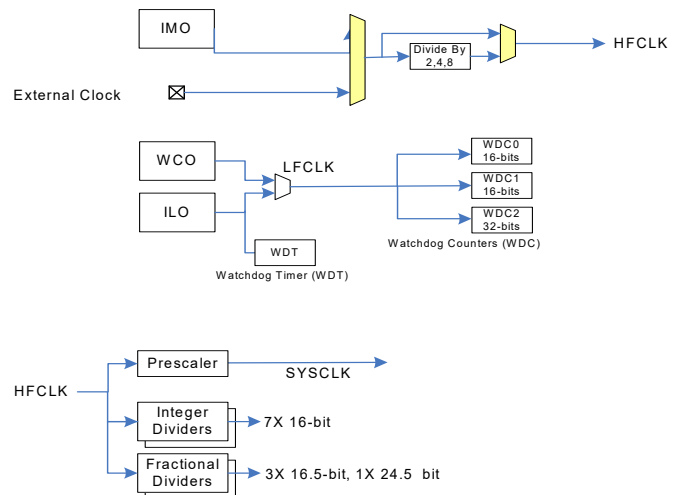 IMO
Divide By
2,4,8
HFCLK
External Clock
WCO
LFCLK
ILO
WDT
Watchdog Timer (WDT)
WDC0
16-bits
WDC1
16-bits
WDC2
32-bits
Watchdog Counters (WDC)
Prescaler
SYSCLK
HFCLK
Integer
Dividers
7X 16-bit
Fractional
Dividers
3X 16.5-bit, 1X 24.5 bit